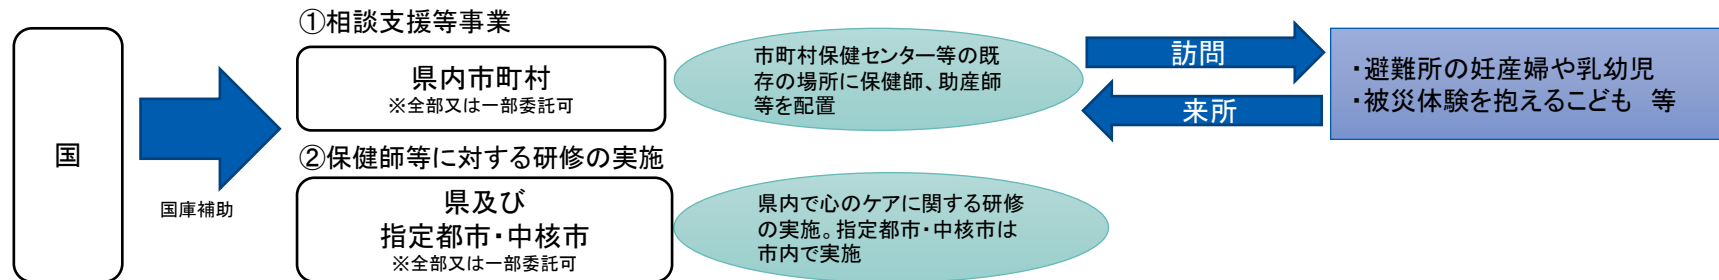 国
国庫補助
①相談支援等事業
県内市町村
※全部又は一部委託可
市町村保健センター等の既
存の場所に保健師、助産師
等を配置
訪問
来所
・避難所の妊産婦や乳幼児
・被災体験を抱えるこども　等
②保健師等に対する研修の実施
県及び
指定都市・中核市
※全部又は一部委託可
県内で心のケアに関する研修
の実施。指定都市・中核市は
市内で実施